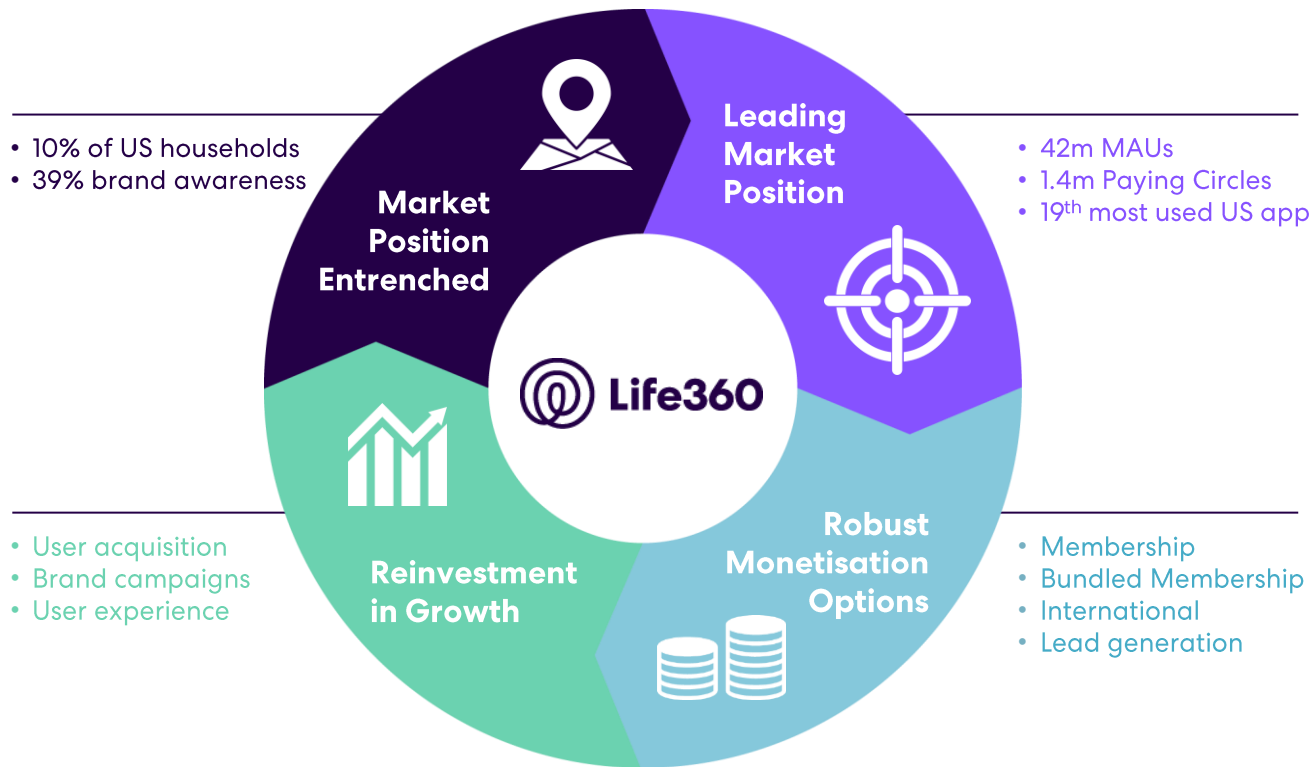 • 10% of US households
• 39% brand awareness
Market
Position
Entrenched
Leading
Market
Position
• 42m MAUs
• 1.4m Paying Circles
• 19th most used US app
Life360
• User acquisition
• Brand campaigns
• User experience
Reinvestment
in Growth
Robust
Monetisation
Options
• Membership
• Bundled Membership
• International
• Lead generation